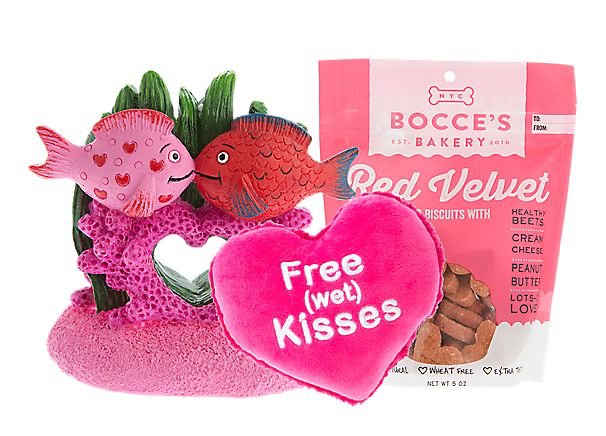 Free
(wet)
Kisses
NYC
BOCCE'S
EST. BAKERY 2010
TO:
FROM:
Red Velvet
BISCUITS WITH
HEALTHY
BEETS
CREAM
CHEESE
PEANUT
BUTTER
LOVE
WHEAT FREE
NET WT 5 OZ